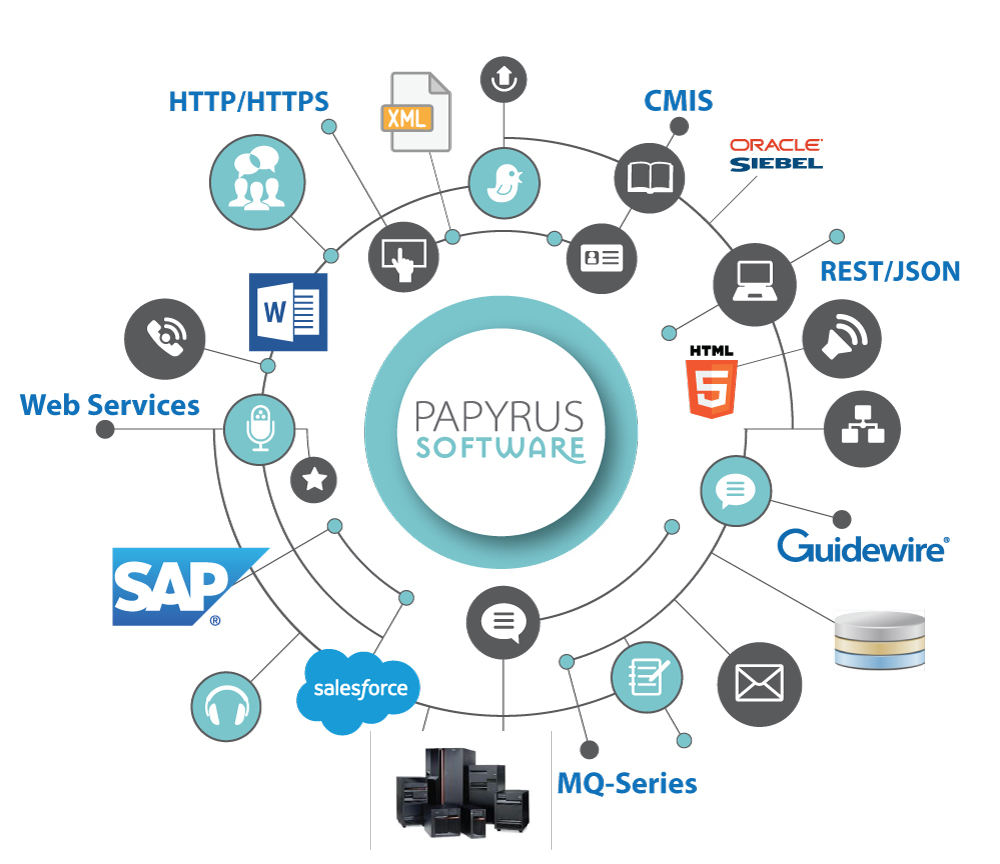 HTTP/HTTPS
XML
CMIS
ORACLE
SIEBEL
REST/JSON
W
HTML
5
Web Services
PAPYRUS
SOFTWARE
Guidewire®
SAP®
salesforce
MQ-Series